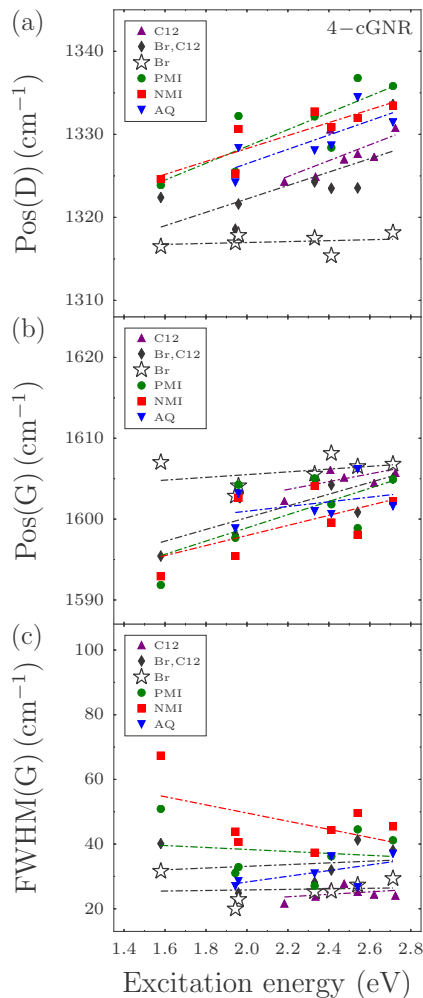 (a)
4−cGNR
C12
Br,C12
Br
PMI
NMI
AQ
1340
1330
1320
1310
Pos(D) (cm⁻¹)
(b)
C12
Br,C12
Br
PMI
NMI
AQ
1620
1610
1600
1590
Pos(G) (cm⁻¹)
(c)
C12
Br,C12
Br
PMI
NMI
AQ
100
80
60
40
20
FWHM(G) (cm⁻¹)
1.4 1.6 1.8 2.0 2.2 2.4 2.6 2.8
Excitation energy (eV)